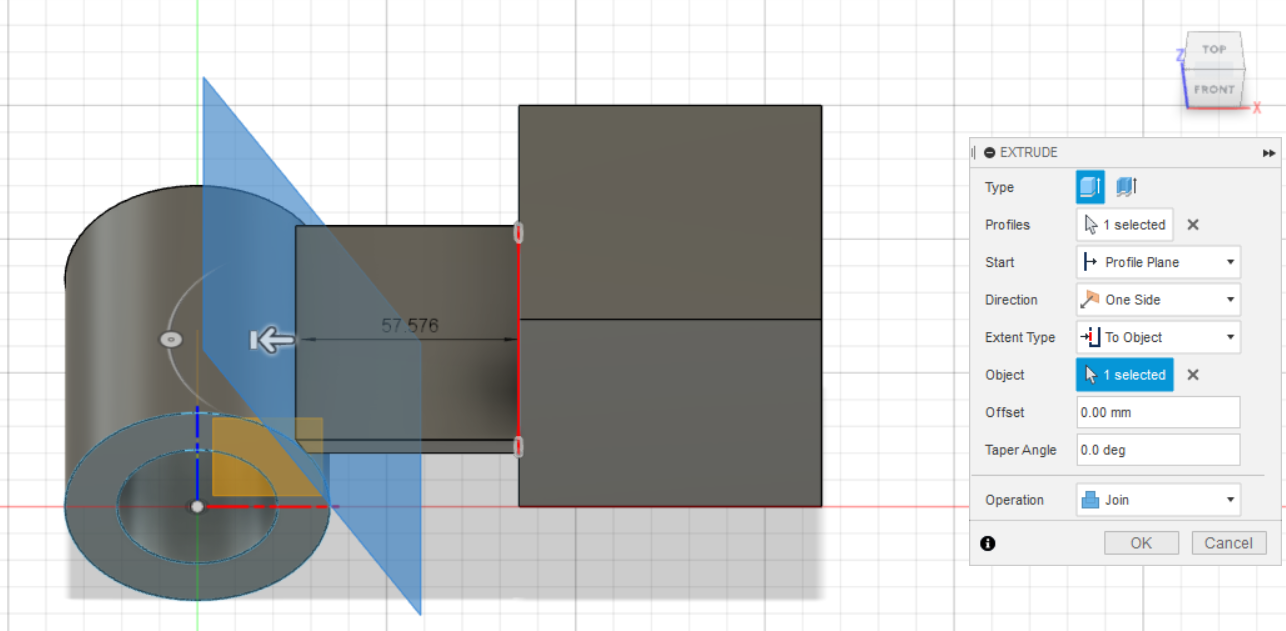 TOP
Z
FRONT
X
57.576
EXTRUDE
Type
Profiles 1 selected
Start Profile Plane
Direction One Side
Extent Type To Object
Object 1 selected
Offset 0.00 mm
Taper Angle 0.0 deg
Operation Join
OK Cancel